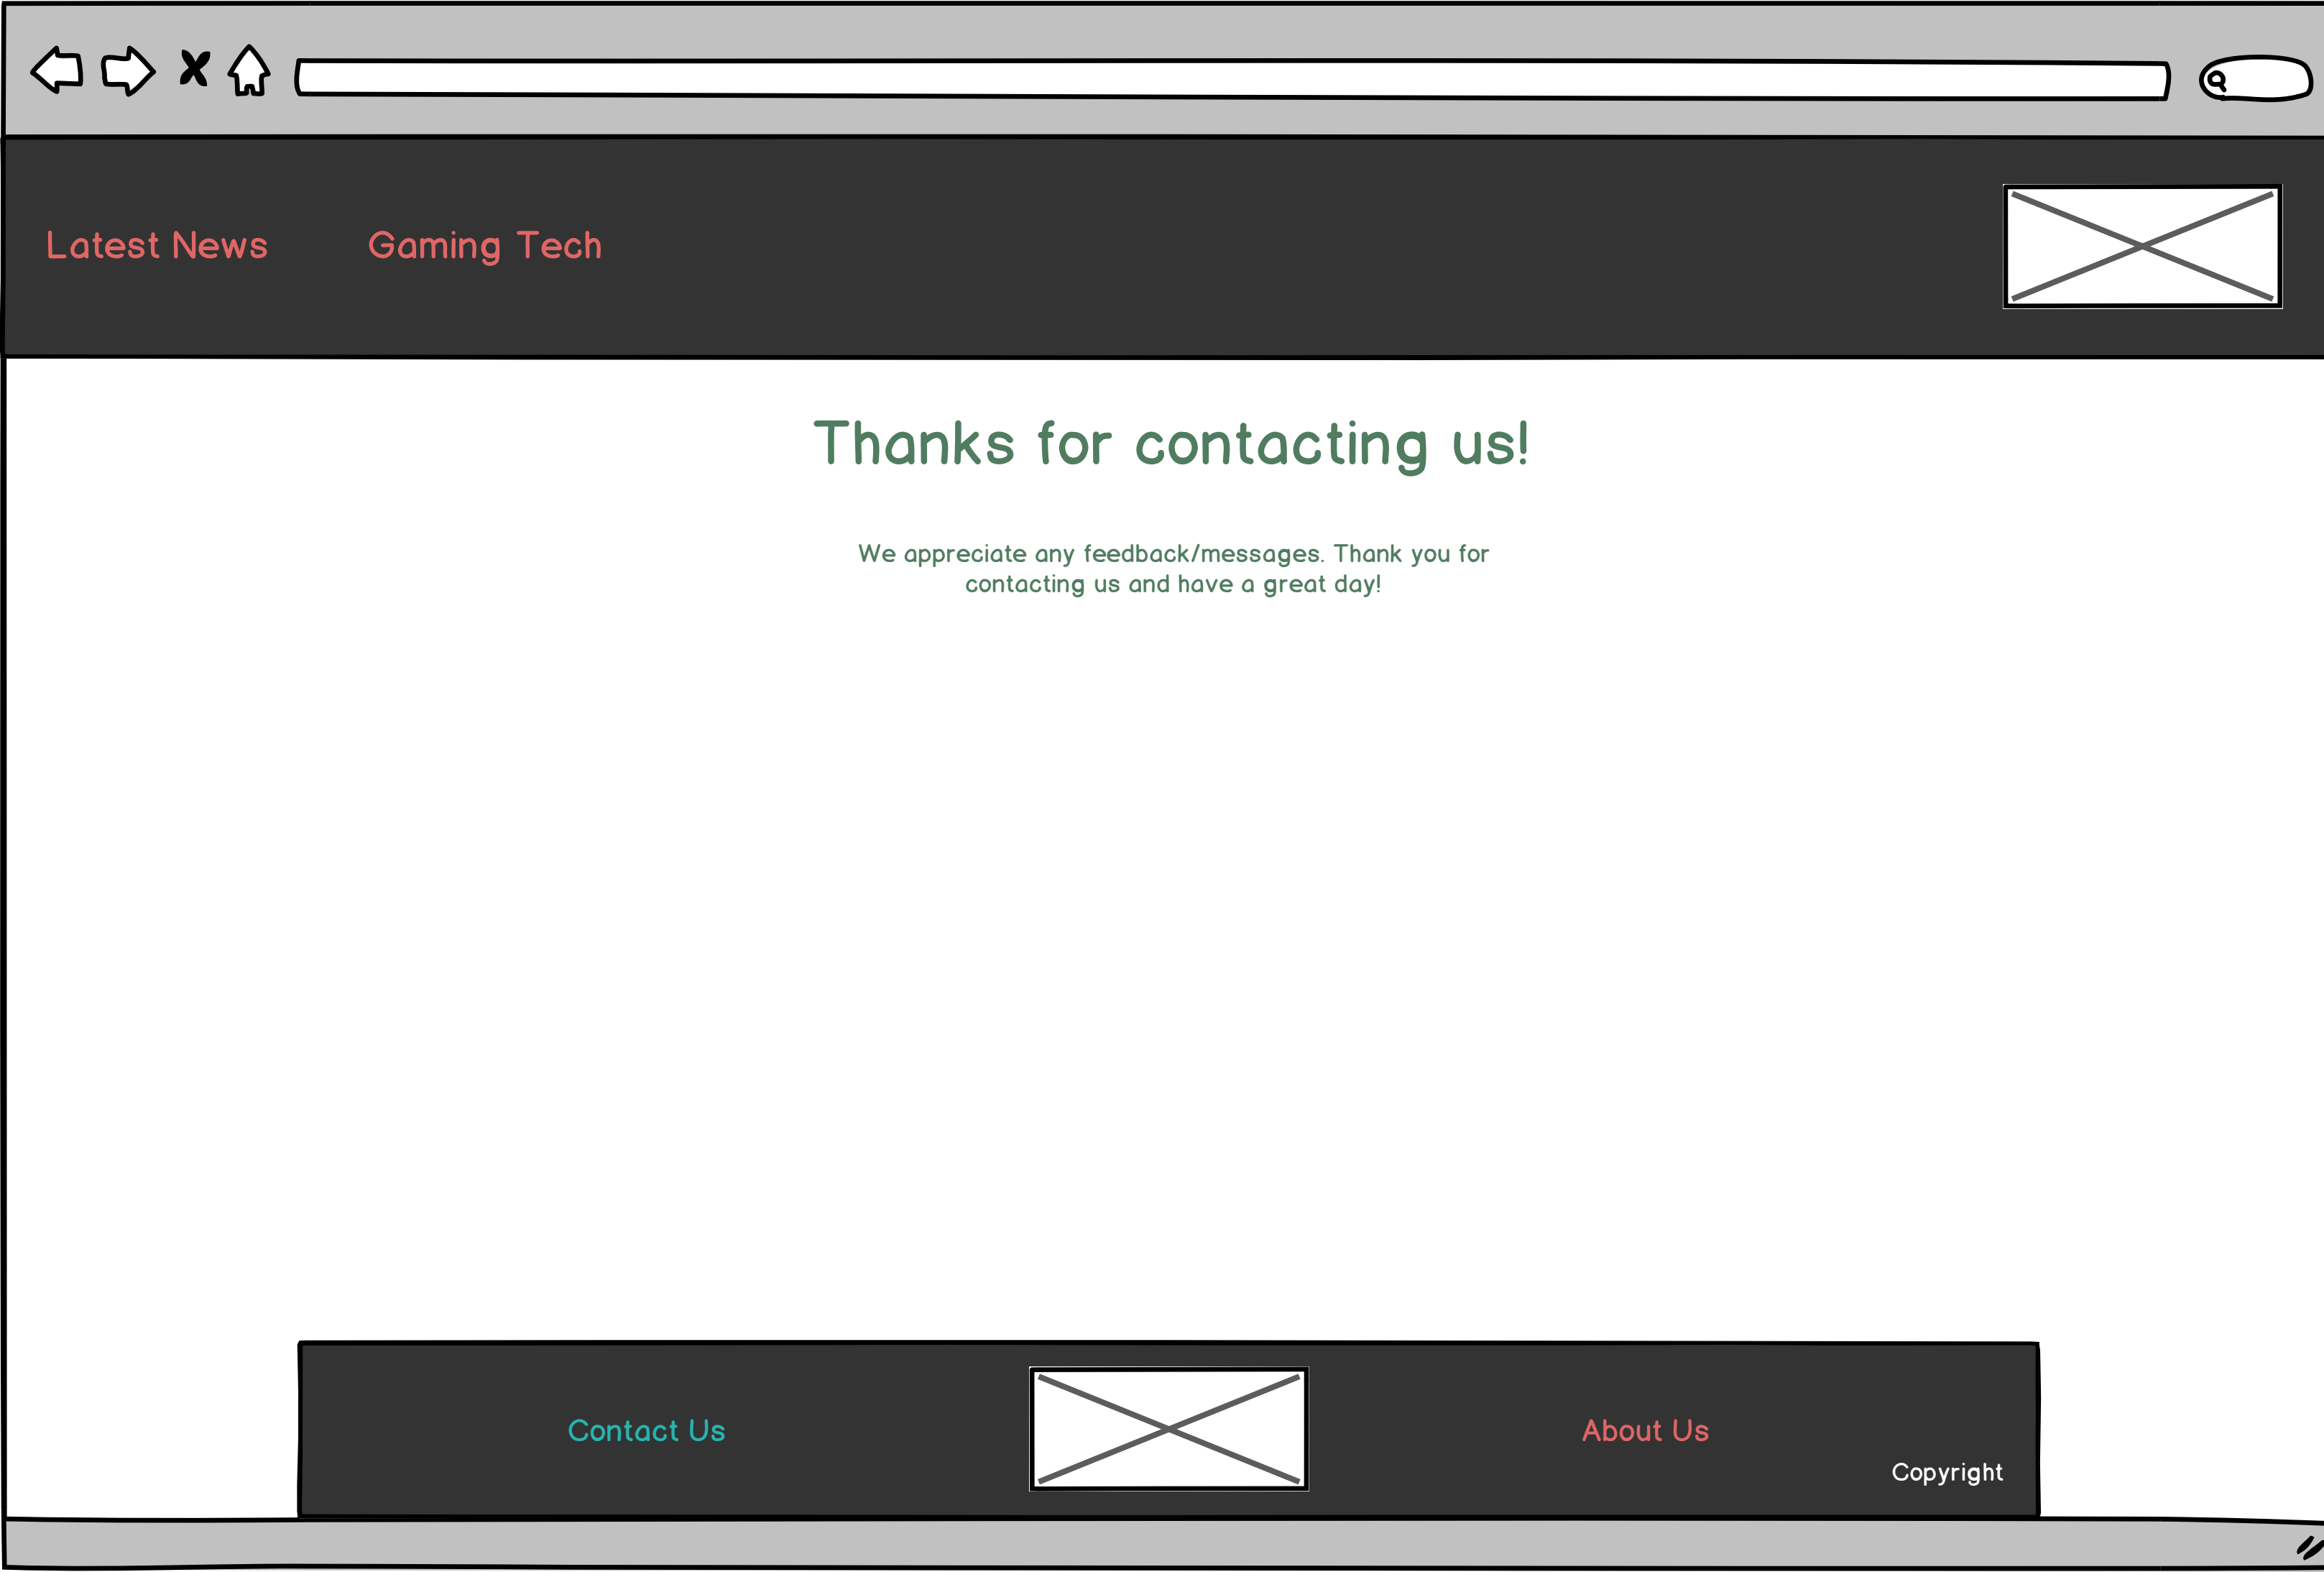 Latest News
Gaming Tech
Thanks for contacting us!
We appreciate any feedback/messages. Thank you for
contacting us and have a great day!
Contact Us
About Us
Copyright